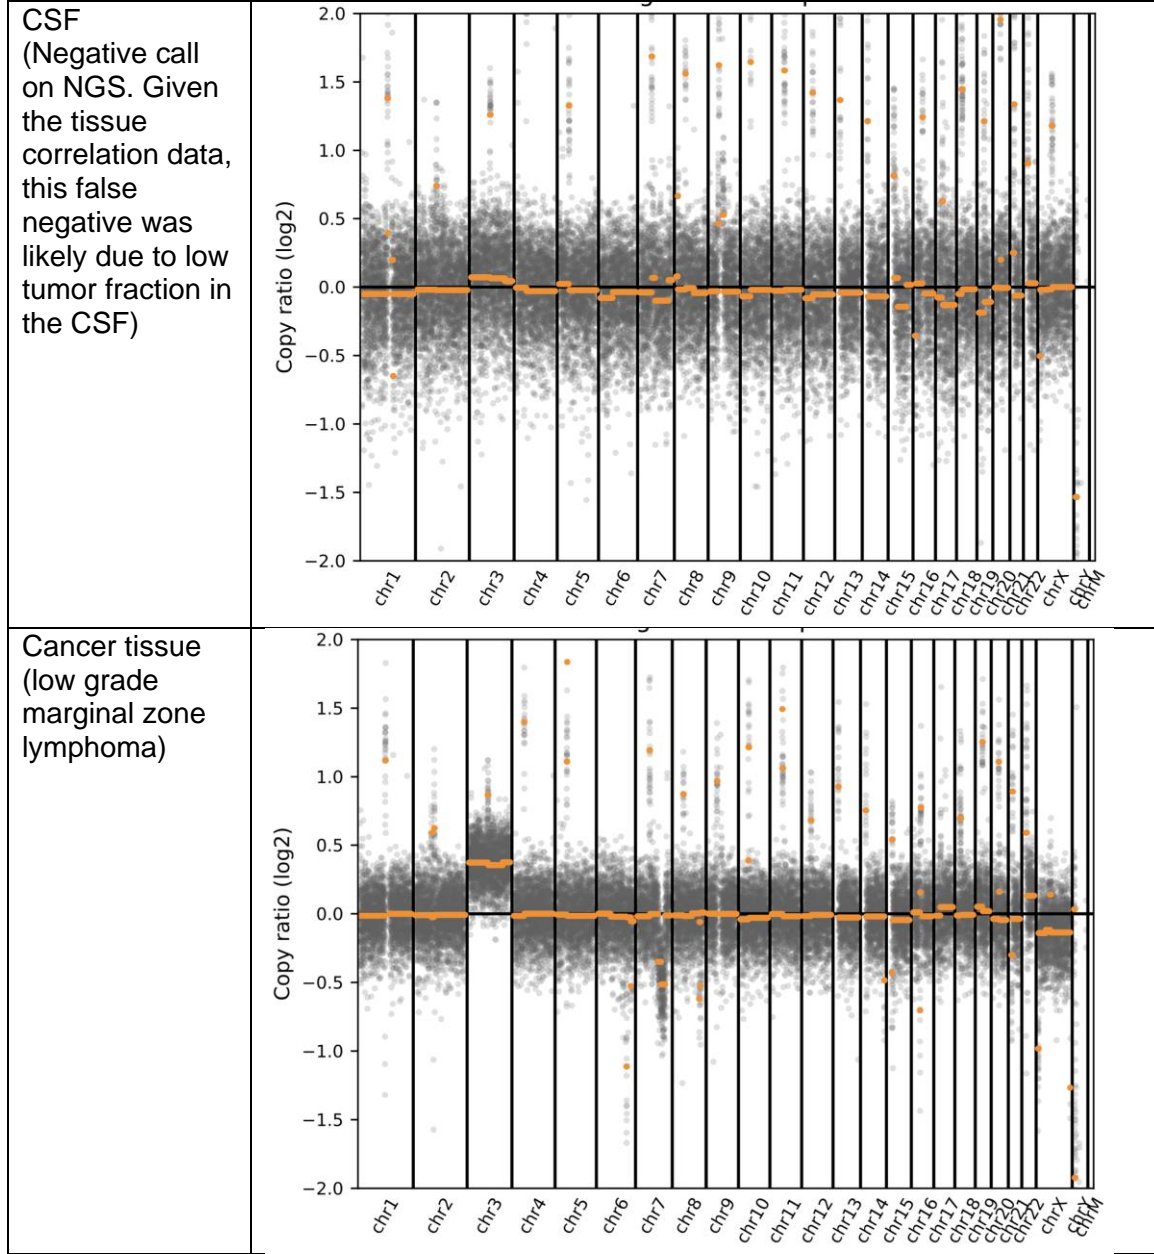 CSF
(Negative call
on NGS. Given
the tissue
correlation data,
this false
negative was
likely due to low
tumor fraction in
the CSF)
Copy ratio (log2)
2.0
1.5
1.0
0.5
0.0
−0.5
−1.0
−1.5
−2.0
chr1 chr2 chr3 chr4 chr5 chr6 chr7 chr8 chr9 chr10 chr11 chr12 chr13 chr14 chr15 chr16 chr17 chr18 chr19 chr20 chr21 chr22 chrX chrY chrM
Cancer tissue
(low grade
marginal zone
lymphoma)
Copy ratio (log2)
2.0
1.5
1.0
0.5
0.0
−0.5
−1.0
−1.5
−2.0
chr1 chr2 chr3 chr4 chr5 chr6 chr7 chr8 chr9 chr10 chr11 chr12 chr13 chr14 chr15 chr16 chr17 chr18 chr19 chr20 chr21 chr22 chrX chrY chrM